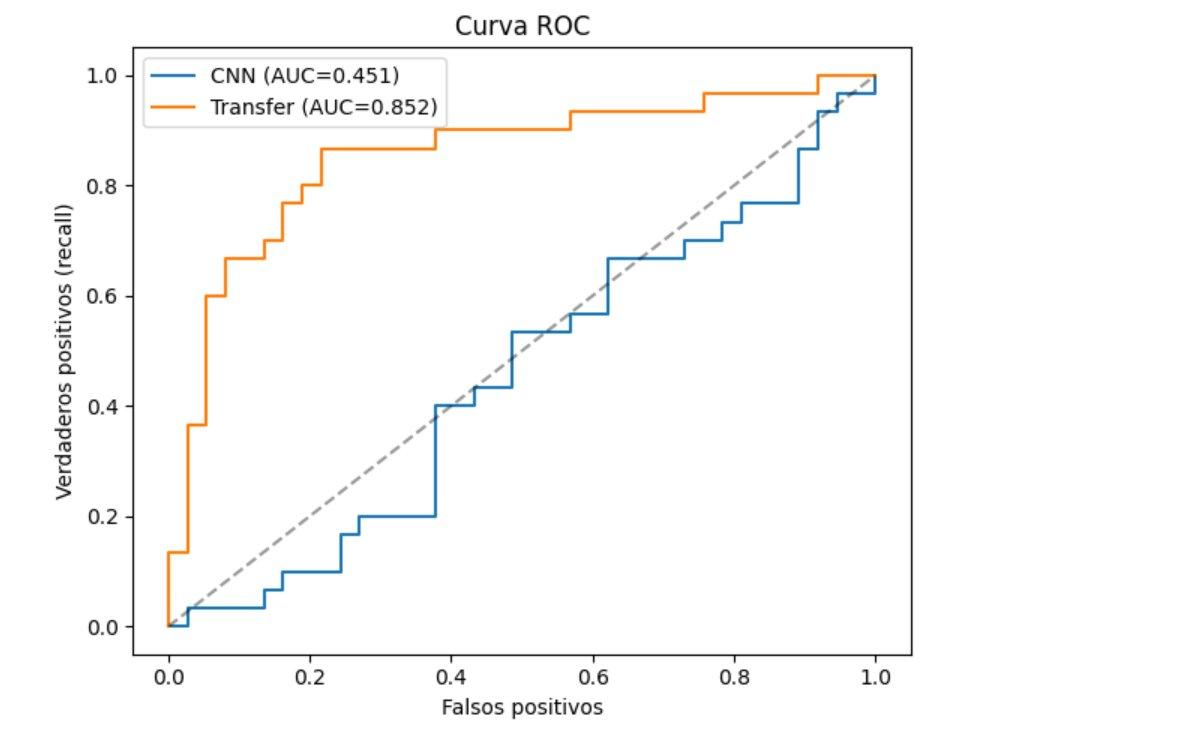 Curva ROC
CNN (AUC=0.451)
Transfer (AUC=0.852)
1.0
0.8
0.6
0.4
0.2
0.0
Verdaderos positivos (recall)
0.0 0.2 0.4 0.6 0.8 1.0
Falsos positivos